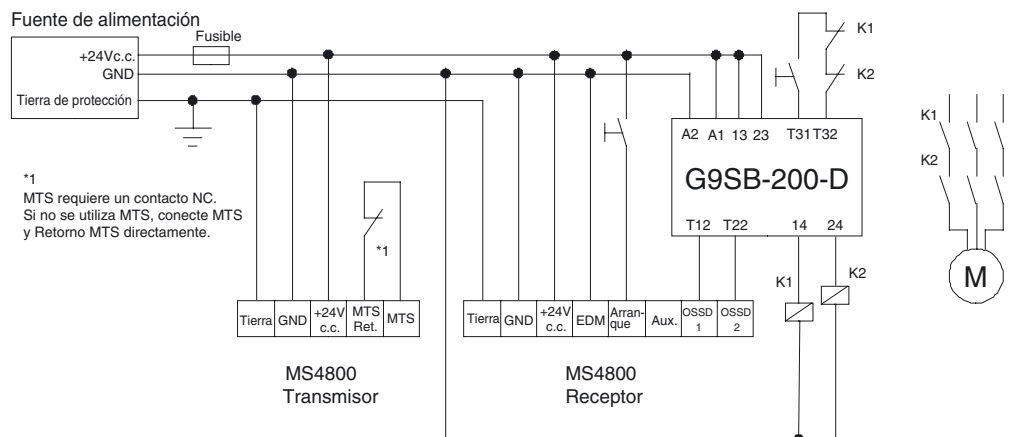 Fuente de alimentación
Fusible
+24Vc.c.
GND
Tierra de protección
K1
K2
A2 A1 13 23 T31 T32
G9SB-200-D
T12 T22 14 24
K1
K2
K1
K2
M
*1
MTS requiere un contacto NC.
Si no se utiliza MTS, conecte MTS
y Retorno MTS directamente.
*1
Tierra GND +24V c.c. MTS Ret. MTS
MS4800
Transmisor
Tierra GND +24V c.c. EDM Arran-que Aux. OSSD 1 OSSD 2
MS4800
Receptor